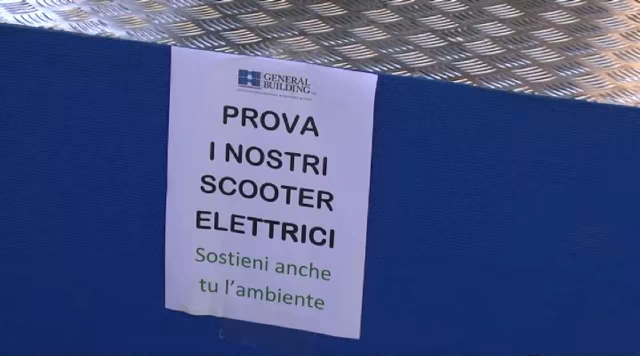 GENERAL
BUILDING
PROVA
I NOSTRI
SCOOTER
ELETTRICI
Sostieni anche
tu l'ambiente